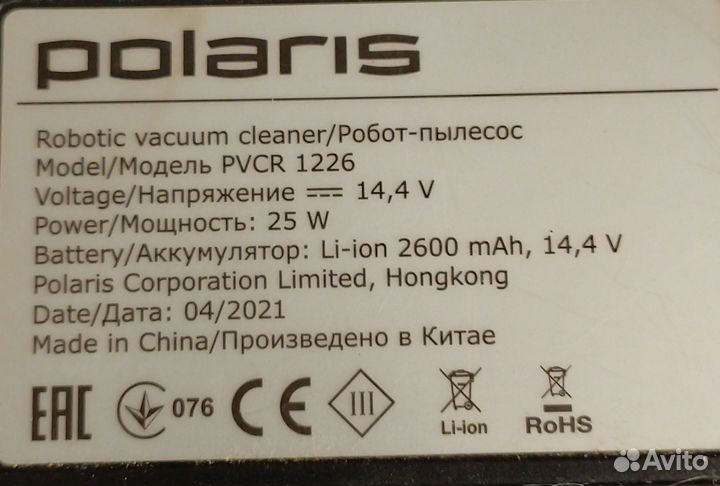 polaris
Robotic vacuum cleaner/Робот-пылесос
Model/Модель PVCR 1226
Voltage/Напряжение 14,4 V
Power/Мощность: 25 W
Battery/Аккумулятор: Li-ion 2600 mAh, 14,4 V
Polaris Corporation Limited, Hongkong
Date/Дата: 04/2021
Made in China/Произведено в Китае
EAC 076 CE III Li-ion RoHS
Avito